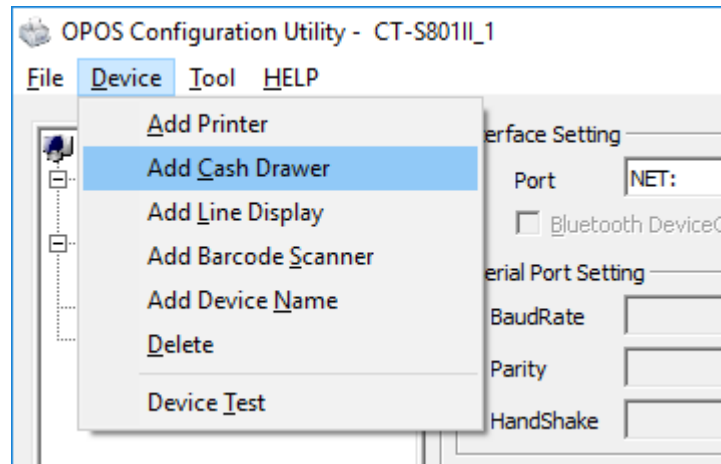 OPOS Configuration Utility - CT-S801II_1
File Device Tool HELP
Add Printer
Add Cash Drawer
Add Line Display
Add Barcode Scanner
Add Device Name
Delete
Device Test
erface Setting
Port NET:
Bluetooth DeviceC
erial Port Setting
BaudRate
Parity
HandShake